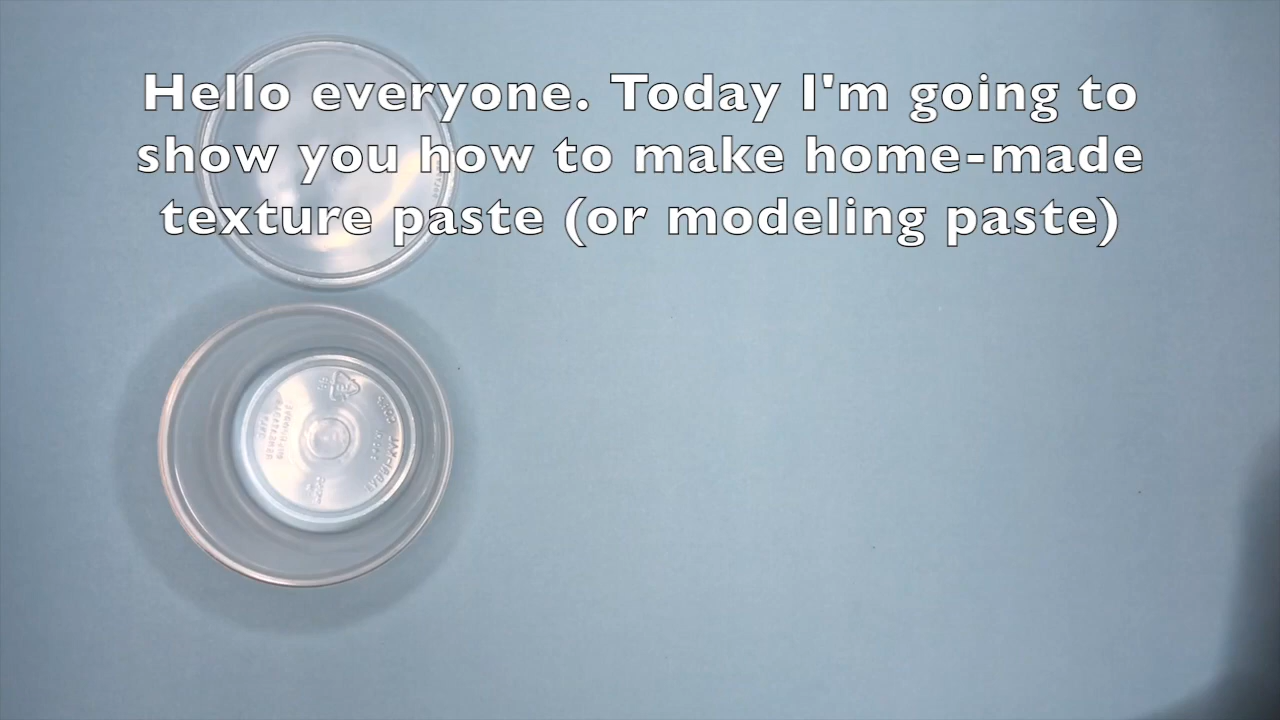 Hello everyone. Today I'm going to
show you how to make home-made
texture paste (or modeling paste)